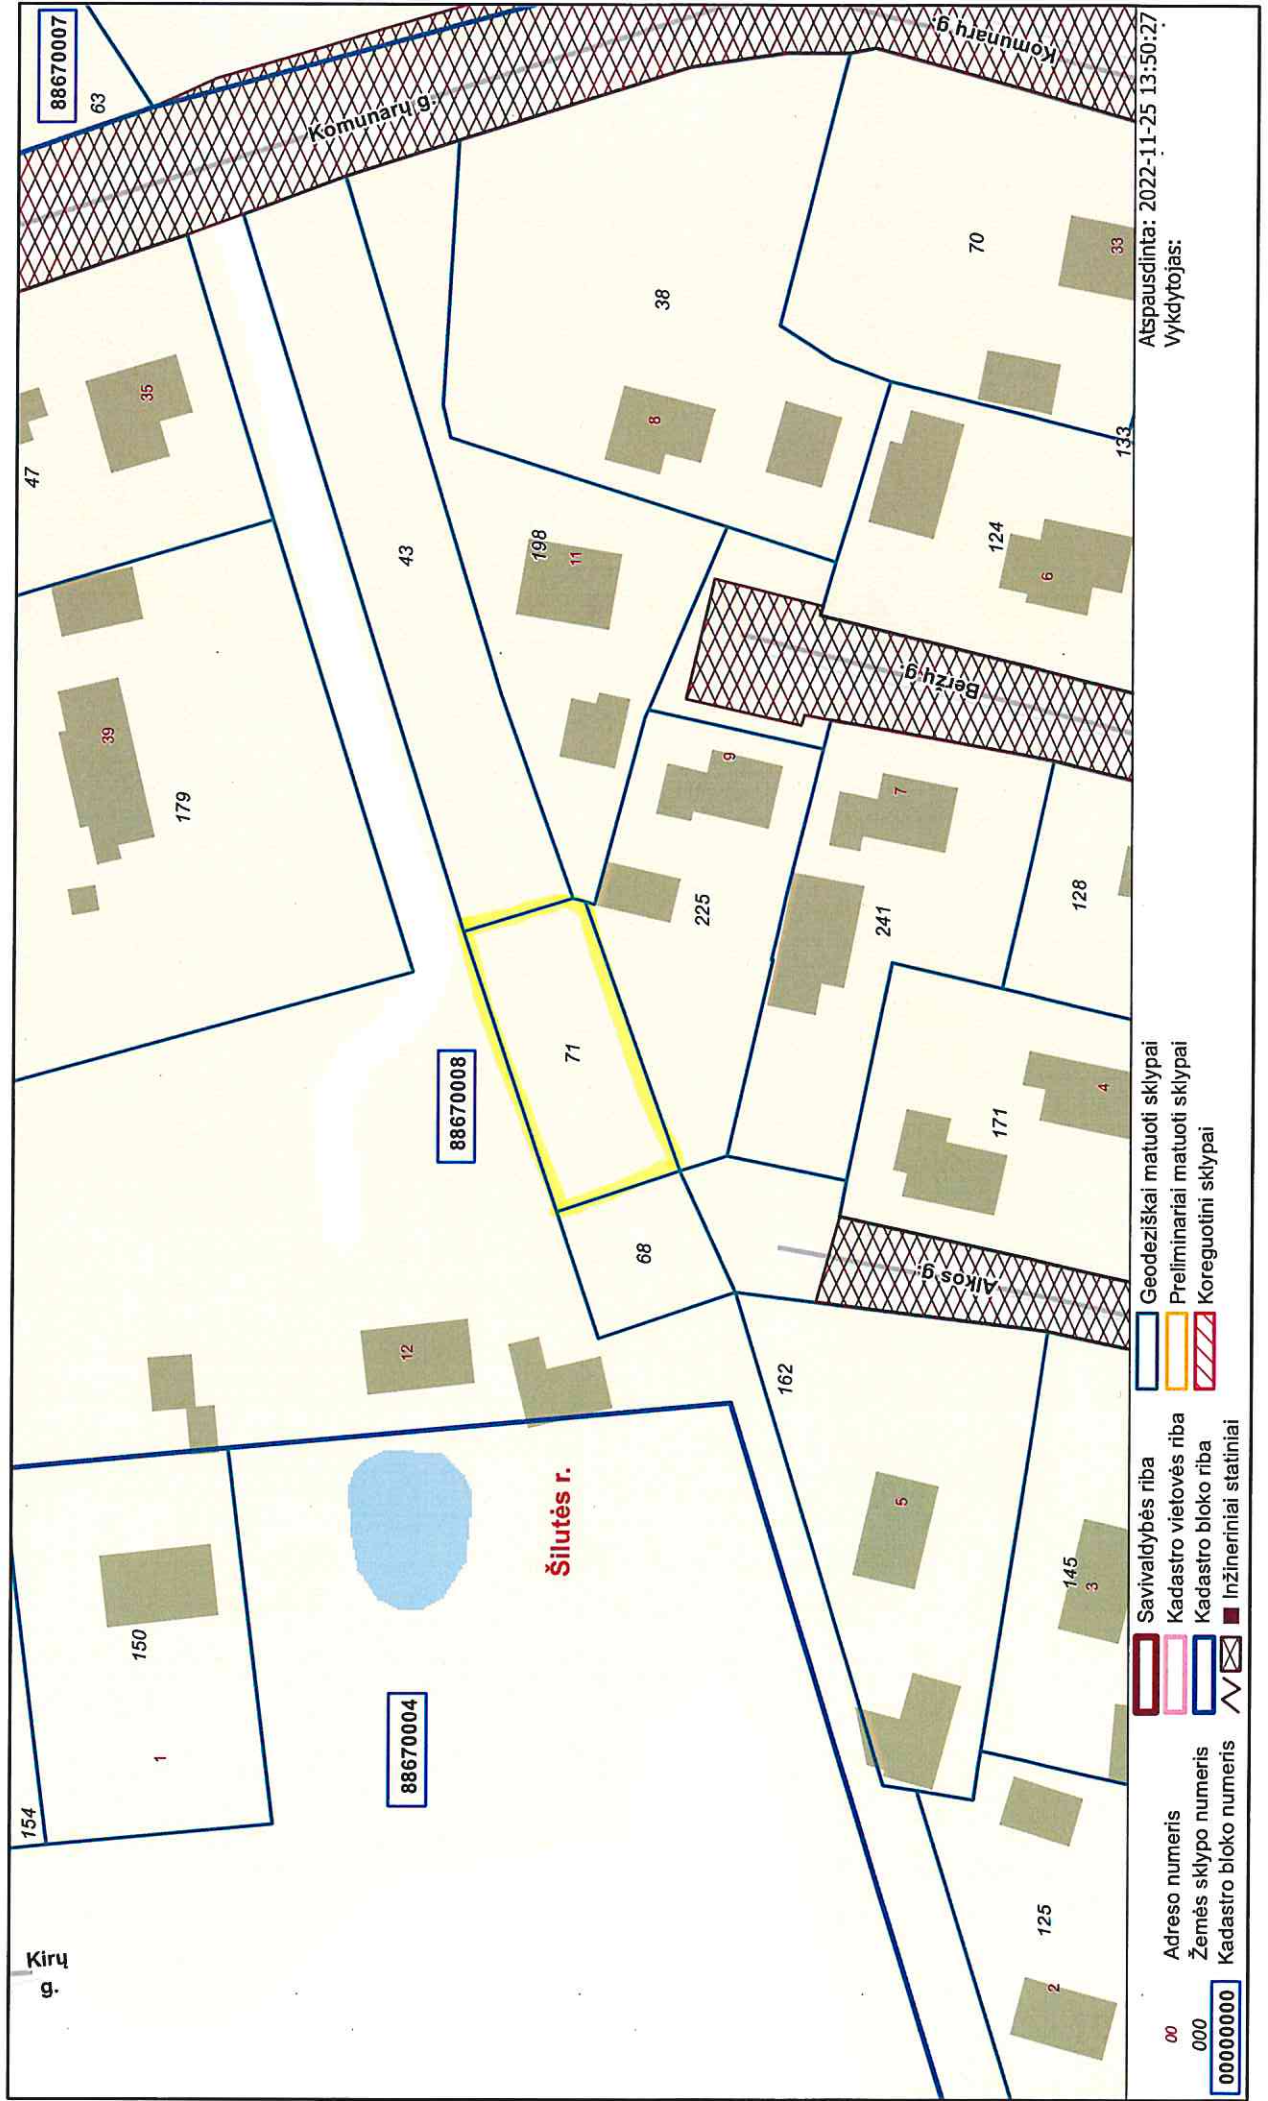 88670007
63
Komunarų g.
Komunarų g.
47
35
43
38
70
33
8
198
11
133
124
6
39
179
Beržų g.
9
7
225
241
128
88670008
71
171
4
68
Alkos g.
12
162
Šilutės r.
5
145
3
150
1
88670004
154
Kirų
g.
125
2
Atspausdinta: 2022-11-25 13:50:27
Vykdytojas:
00 Adreso numeris
000 Žemės sklypo numeris
00000000 Kadastro bloko numeris
Savivaldybės riba
Kadastro vietovės riba
Kadastro bloko riba
Inžineriniai statiniai
Geodeziškai matuoti sklypai
Preliminariai matuoti sklypai
Koreguotini sklypai